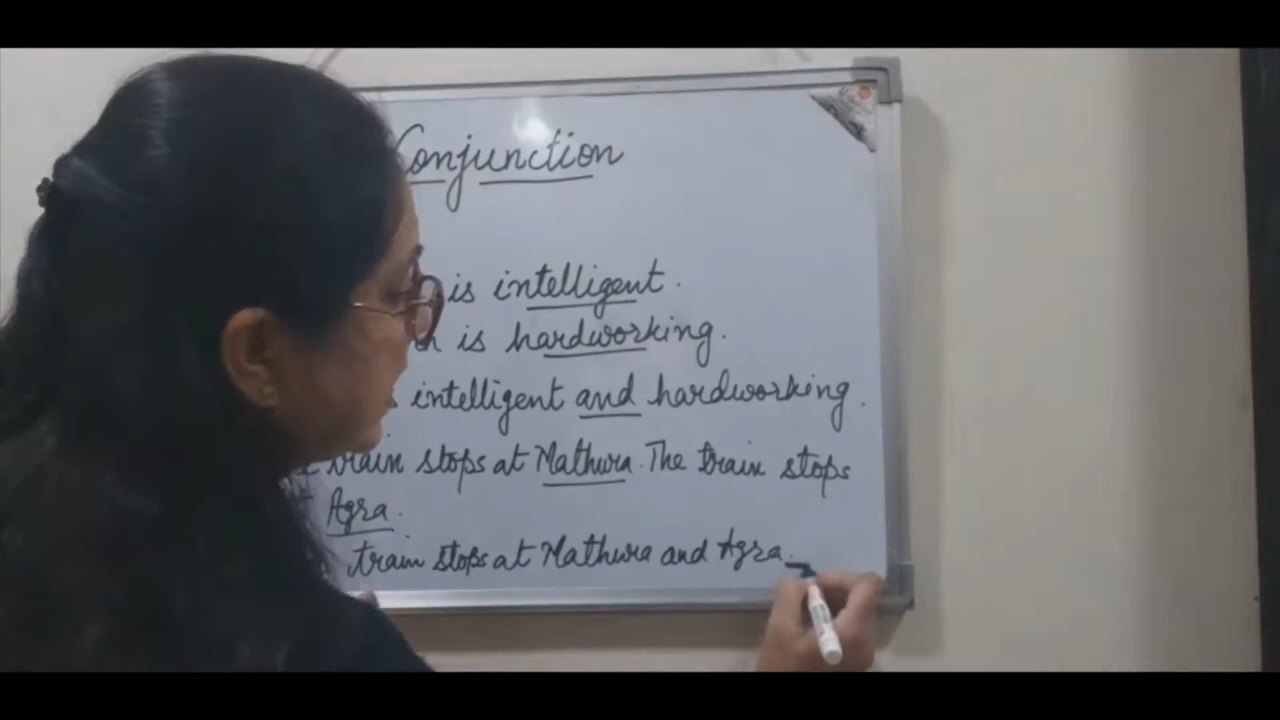 Conjunction
is intelligent.
is hardworking.
intelligent and hardworking.
train stops at Mathura. The train stops
Agra.
train stops at Mathura and Agra.